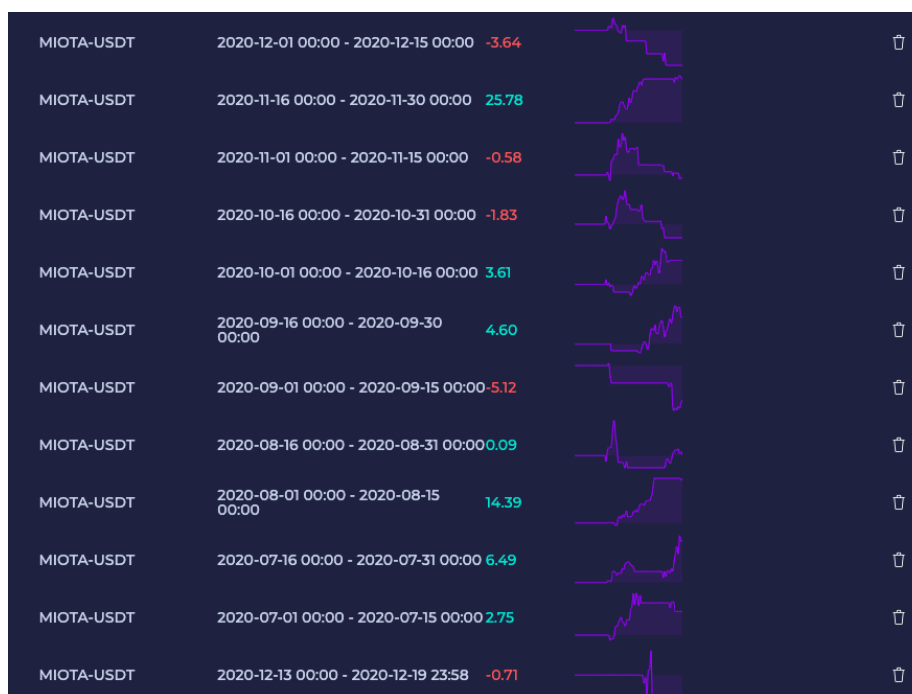 MIOTA-USDT 2020-12-01 00:00 - 2020-12-15 00:00 -3.64
MIOTA-USDT 2020-11-16 00:00 - 2020-11-30 00:00 25.78
MIOTA-USDT 2020-11-01 00:00 - 2020-11-15 00:00 -0.58
MIOTA-USDT 2020-10-16 00:00 - 2020-10-31 00:00 -1.83
MIOTA-USDT 2020-10-01 00:00 - 2020-10-16 00:00 3.61
MIOTA-USDT 2020-09-16 00:00 - 2020-09-30
00:00 4.60
MIOTA-USDT 2020-09-01 00:00 - 2020-09-15 00:00 -5.12
MIOTA-USDT 2020-08-16 00:00 - 2020-08-31 00:00 0.09
MIOTA-USDT 2020-08-01 00:00 - 2020-08-15
00:00 14.39
MIOTA-USDT 2020-07-16 00:00 - 2020-07-31 00:00 6.49
MIOTA-USDT 2020-07-01 00:00 - 2020-07-15 00:00 2.75
MIOTA-USDT 2020-12-13 00:00 - 2020-12-19 23:58 -0.71